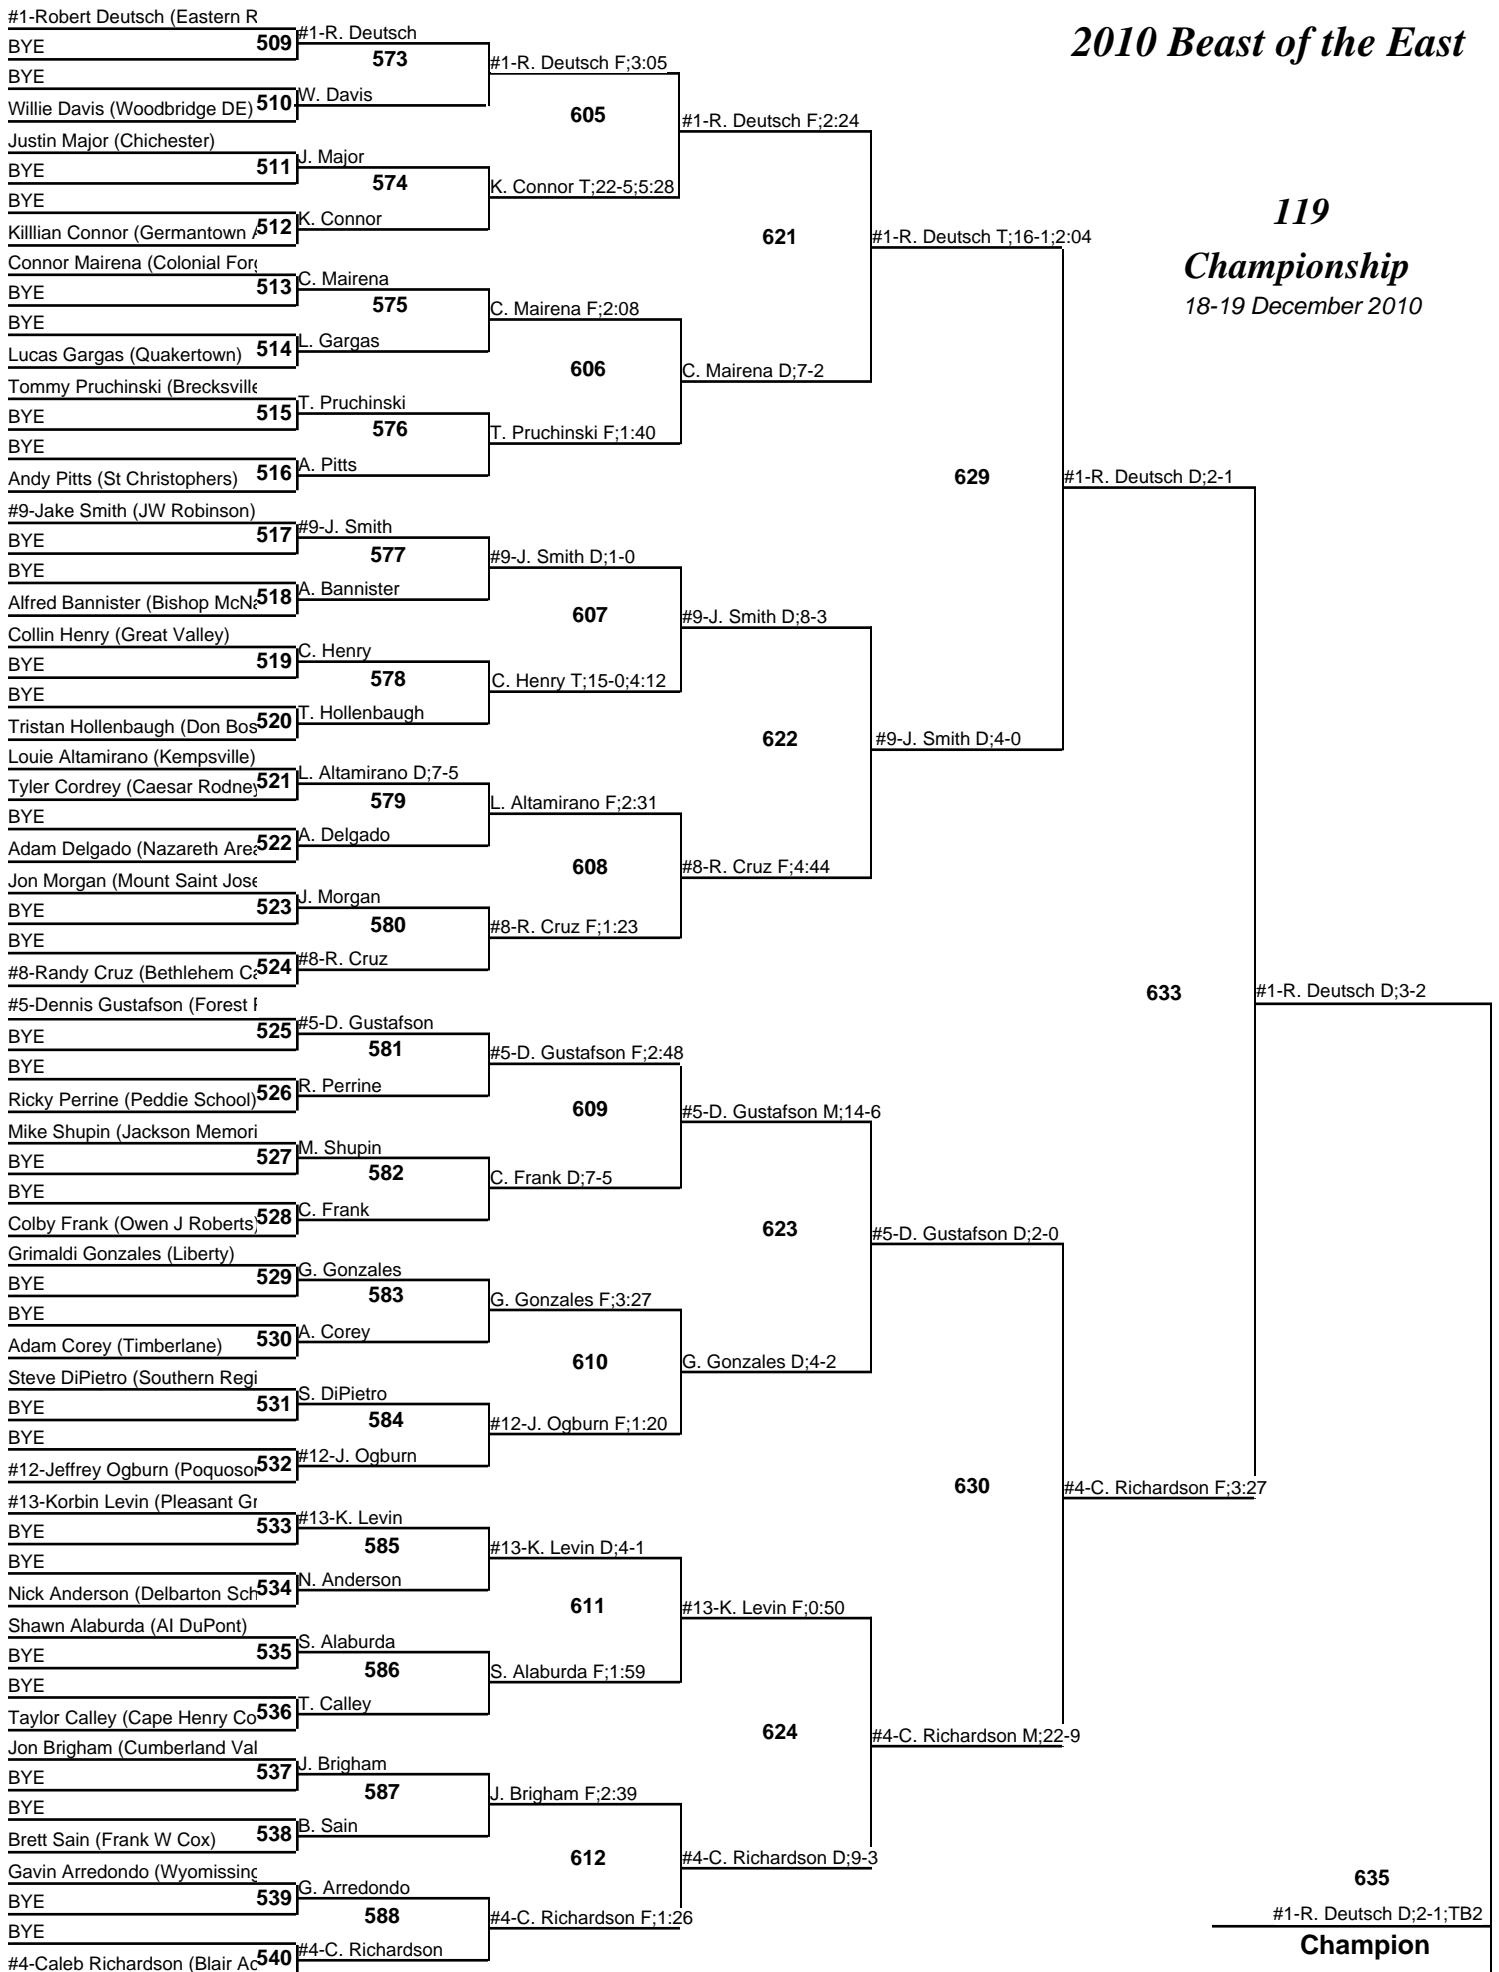 2010 Beast of the East
119
Championship
18-19 December 2010
#1-Robert Deutsch (Eastern R
BYE
509
BYE
Willie Davis (Woodbridge DE)
510
Justin Major (Chichester)
BYE
511
BYE
Killlian Connor (Germantown
512
Connor Mairena (Colonial
513
BYE
BYE
Lucas Gargas (Quakertown)
514
Tommy Pruchinski (Brecksville
BYE
515
BYE
Andy Pitts (St Christophers)
516
#9-Jake Smith (JW Robinson)
BYE
517
BYE
Alfred Bannister (Bishop
518
Collin Henry (Great Valley)
BYE
519
BYE
Tristan Hollenbaugh (Don Bos
520
Louie Altamirano (Kempsville)
Tyler Cordrey (Caesar Rodney
521
BYE
Adam Delgado (Nazareth
522
Jon Morgan (Mount Saint
BYE
523
BYE
#8-Randy Cruz (Bethlehem
524
#5-Dennis Gustafson (Forest
BYE
525
BYE
Ricky Perrine (Peddie School)
526
Mike Shupin (Jackson Memori
BYE
527
BYE
Colby Frank (Owen J Roberts)
528
Grimaldi Gonzales (Liberty)
BYE
529
BYE
Adam Corey (Timberlane)
530
Steve DiPietro (Southern Regi
BYE
531
BYE
#12-Jeffrey Ogburn (Poquoson
532
#13-Korbin Levin (Pleasant
BYE
533
BYE
Nick Anderson (Delbarton Sch
534
Shawn Alaburda (AI DuPont)
BYE
535
BYE
Taylor Calley (Cape Henry Co
536
Jon Brigham (Cumberland Val
BYE
537
BYE
Brett Sain (Frank W Cox)
538
Gavin Arredondo (Wyomissing
BYE
539
BYE
#4-Caleb Richardson (Blair
540
#1-R. Deutsch
573
W. Davis
J. Major
574
K. Connor
C. Mairena
575
L. Gargas
T. Pruchinski
576
A. Pitts
#9-J. Smith
577
A. Bannister
C. Henry
578
T. Hollenbaugh
L. Altamirano D;7-5
579
A. Delgado
J. Morgan
580
#8-R. Cruz
#5-D. Gustafson
581
R. Perrine
M. Shupin
582
C. Frank
G. Gonzales
583
A. Corey
S. DiPietro
584
#12-J. Ogburn
#13-K. Levin
585
N. Anderson
S. Alaburda
586
T. Calley
J. Brigham
587
B. Sain
G. Arredondo
588
#4-C. Richardson
#1-R. Deutsch F;3:05
605
K. Connor T;22-5;5:28
C. Mairena F;2:08
606
T. Pruchinski F;1:40
#9-J. Smith D;1-0
607
C. Henry T;15-0;4:12
L. Altamirano F;2:31
608
#8-R. Cruz F;1:23
#5-D. Gustafson F;2:48
609
C. Frank D;7-5
G. Gonzales F;3:27
610
#12-J. Ogburn F;1:20
#13-K. Levin D;4-1
611
S. Alaburda F;1:59
J. Brigham F;2:39
612
#4-C. Richardson F;1:26
#1-R. Deutsch F;2:24
621
C. Mairena D;7-2
#9-J. Smith D;8-3
622
#8-R. Cruz F;4:44
#5-D. Gustafson M;14-6
623
G. Gonzales D;4-2
#13-K. Levin F;0:50
624
#4-C. Richardson D;9-3
#1-R. Deutsch T;16-1;2:04
629
#9-J. Smith D;4-0
#5-D. Gustafson D;2-0
630
#4-C. Richardson M;22-9
#1-R. Deutsch D;2-1
633
#4-C. Richardson F;3:27
#1-R. Deutsch D;3-2
635
#1-R. Deutsch D;2-1;TB2
Champion